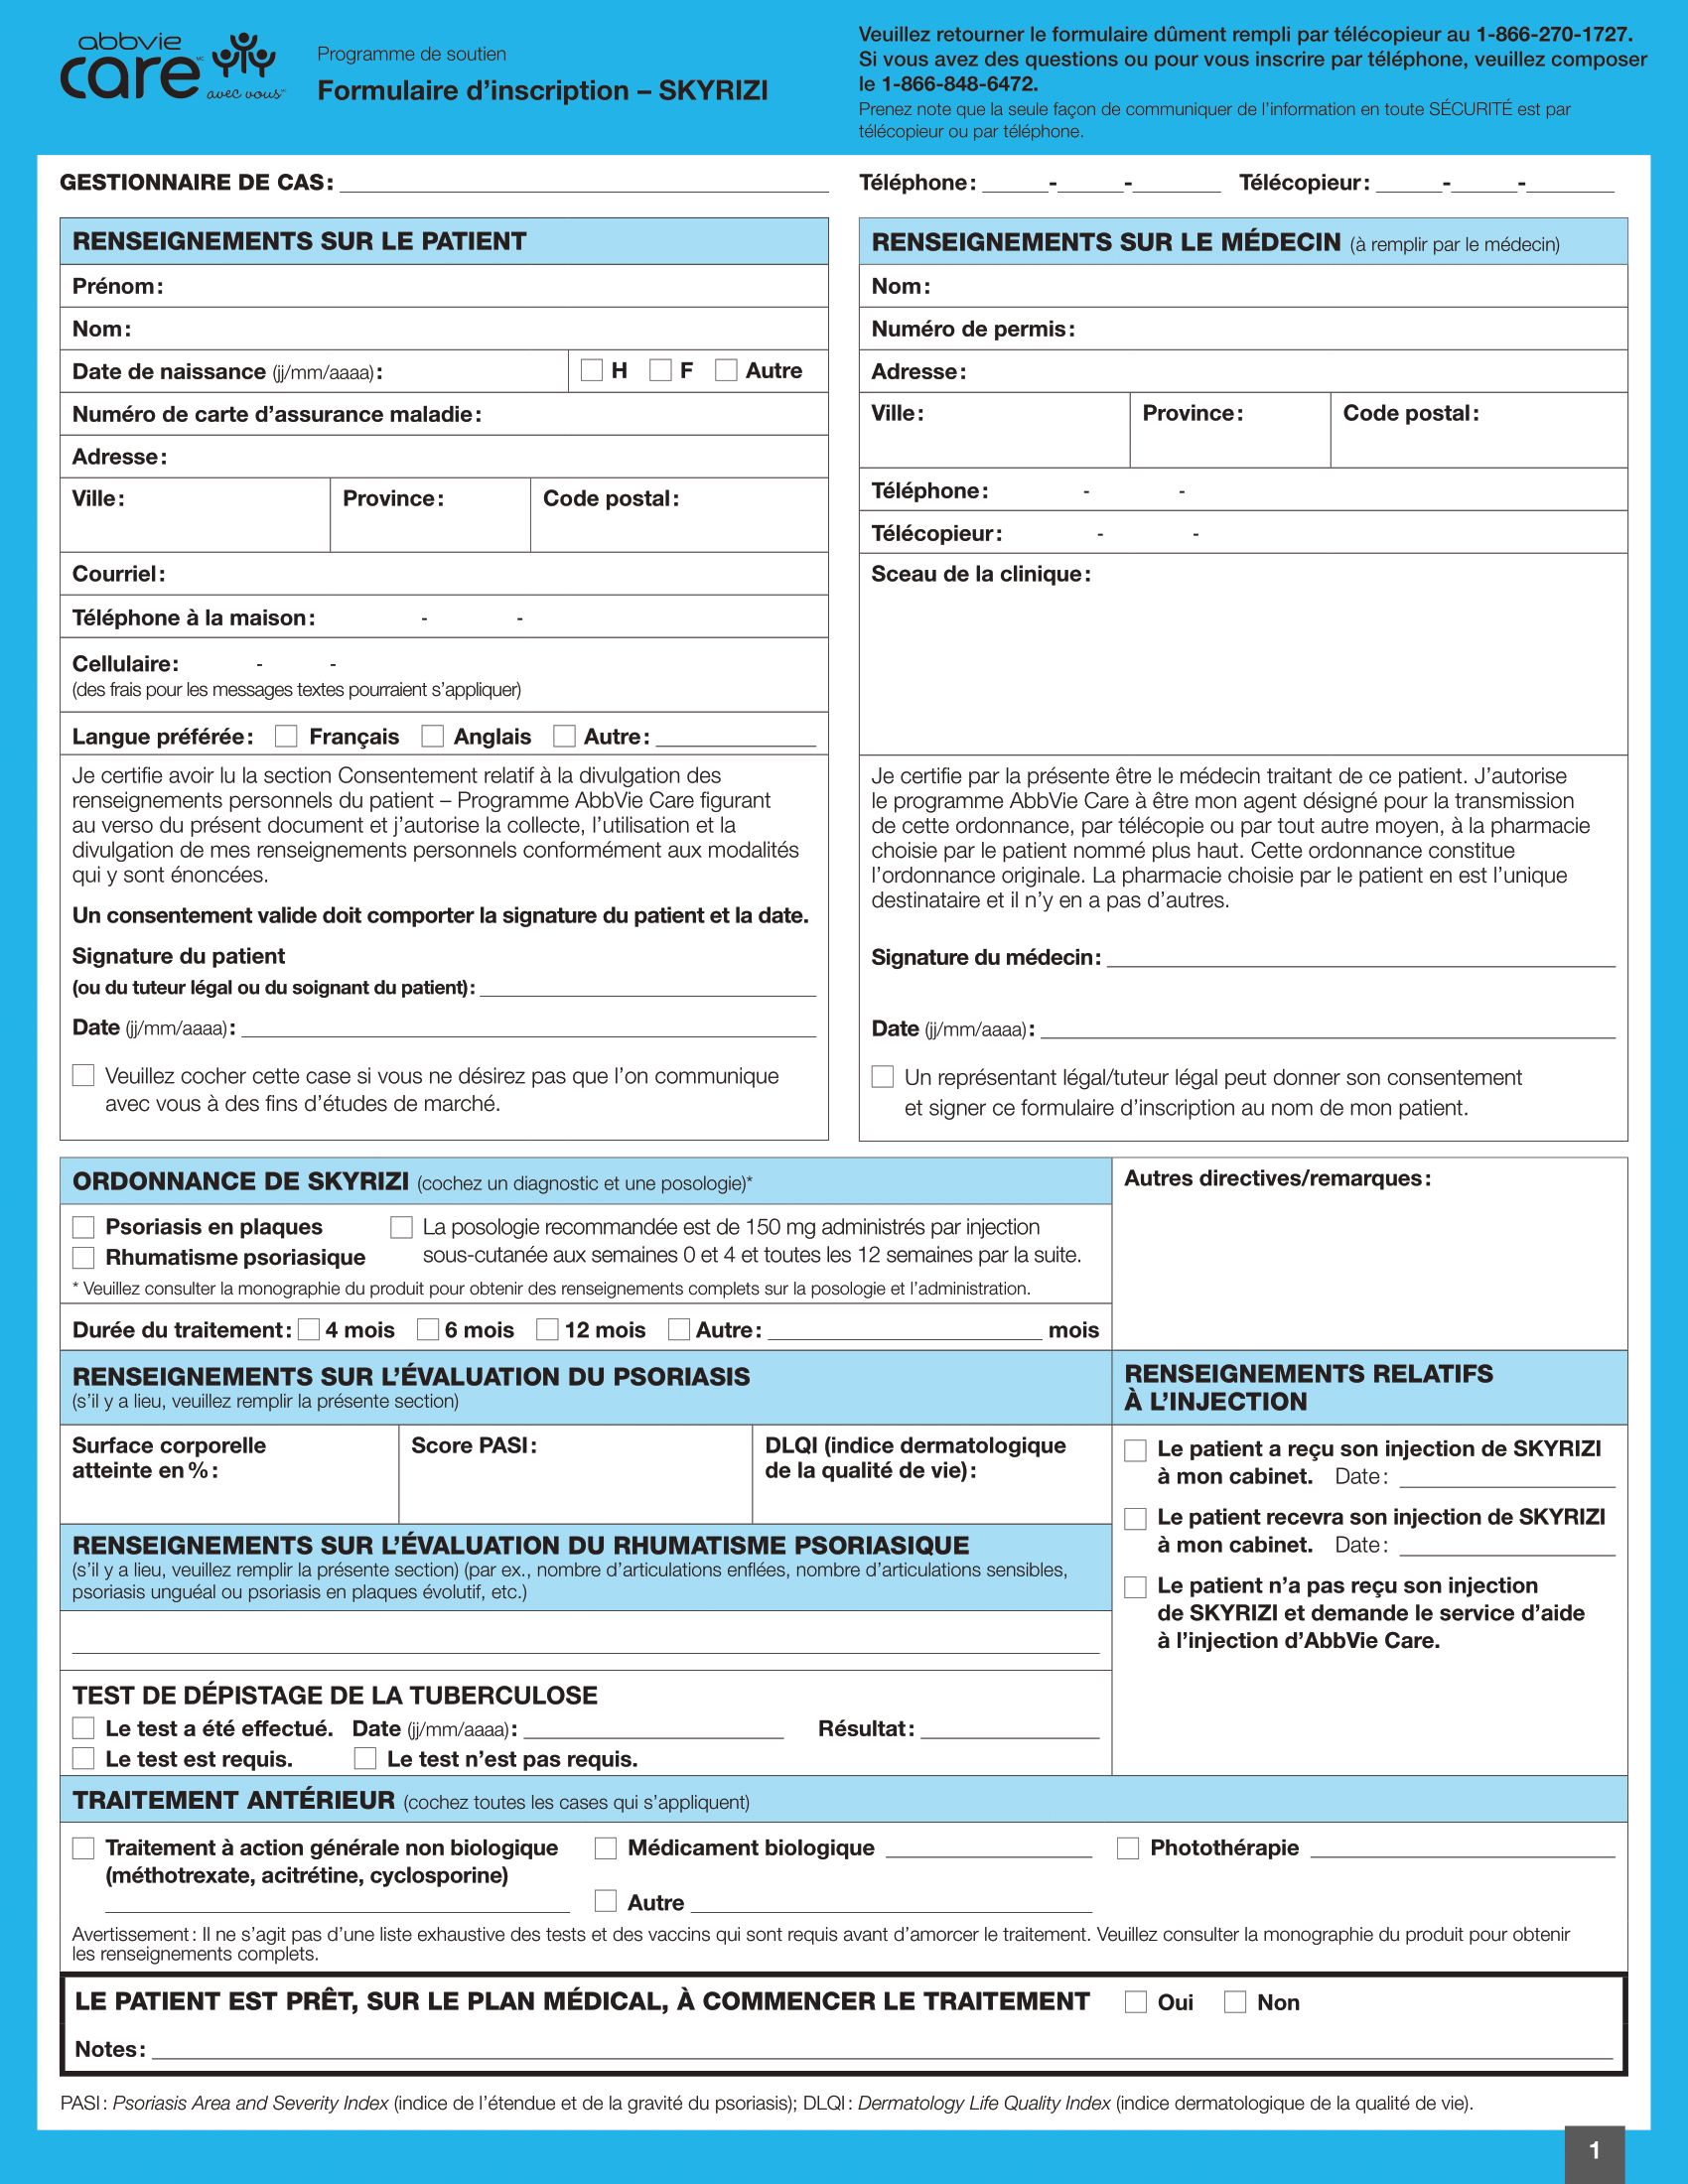 abbvie
care MC
avec vous MC
Programme de soutien
Formulaire d’inscription – SKYRIZI
Veuillez retourner le formulaire dûment rempli par télécopieur au 1-866-270-1727.
Si vous avez des questions ou pour vous inscrire par téléphone, veuillez composer
le 1-866-848-6472.
Prenez note que la seule façon de communiquer de l’information en toute SÉCURITÉ est par
télécopieur ou par téléphone.
GESTIONNAIRE DE CAS : ____
Téléphone : ____-____-____ Télécopieur : ____-____-____
RENSEIGNEMENTS SUR LE PATIENT
Prénom :
Nom :
Date de naissance (jj/mm/aaaa) : ☐ H ☐ F ☐ Autre
Numéro de carte d’assurance maladie :
Adresse :
Ville : Province : Code postal :
Courriel :
Téléphone à la maison : - -
Cellulaire : - -
(des frais pour les messages textes pourraient s’appliquer)
Langue préférée : ☐ Français ☐ Anglais ☐ Autre : ____
Je certifie avoir lu la section Consentement relatif à la divulgation des
renseignements personnels du patient – Programme AbbVie Care figurant
au verso du présent document et j’autorise la collecte, l’utilisation et la
divulgation de mes renseignements personnels conformément aux modalités
qui y sont énoncées.
Un consentement valide doit comporter la signature du patient et la date.
Signature du patient
(ou du tuteur légal ou du soignant du patient) : ____
Date (jj/mm/aaaa) : ____
☐ Veuillez cocher cette case si vous ne désirez pas que l’on communique
avec vous à des fins d’études de marché.
RENSEIGNEMENTS SUR LE MÉDECIN (à remplir par le médecin)
Nom :
Numéro de permis :
Adresse :
Ville : Province : Code postal :
Téléphone : - -
Télécopieur : - -
Sceau de la clinique :
Je certifie par la présente être le médecin traitant de ce patient. J’autorise
le programme AbbVie Care à être mon agent désigné pour la transmission
de cette ordonnance, par télécopie ou par tout autre moyen, à la pharmacie
choisie par le patient nommé plus haut. Cette ordonnance constitue
l’ordonnance originale. La pharmacie choisie par le patient en est l’unique
destinataire et il n’y en a pas d’autres.
Signature du médecin : ____
Date (jj/mm/aaaa) : ____
☐ Un représentant légal/tuteur légal peut donner son consentement
et signer ce formulaire d’inscription au nom de mon patient.
ORDONNANCE DE SKYRIZI (cochez un diagnostic et une posologie)*
☐ Psoriasis en plaques ☐ La posologie recommandée est de 150 mg administrés par injection
☐ Rhumatisme psoriasique sous-cutanée aux semaines 0 et 4 et toutes les 12 semaines par la suite.
* Veuillez consulter la monographie du produit pour obtenir des renseignements complets sur la posologie et l’administration.
Durée du traitement : ☐ 4 mois ☐ 6 mois ☐ 12 mois ☐ Autre : ____ mois
Autres directives/remarques :
RENSEIGNEMENTS SUR L’ÉVALUATION DU PSORIASIS
(s’il y a lieu, veuillez remplir la présente section)
Surface corporelle
atteinte en % :
Score PASI :
DLQI (indice dermatologique
de la qualité de vie) :
RENSEIGNEMENTS SUR L’ÉVALUATION DU RHUMATISME PSORIASIQUE
(s’il y a lieu, veuillez remplir la présente section) (par ex., nombre d’articulations enflées, nombre d’articulations sensibles,
psoriasis unguéal ou psoriasis en plaques évolutif, etc.)
TEST DE DÉPISTAGE DE LA TUBERCULOSE
☐ Le test a été effectué. Date (jj/mm/aaaa) : ____ Résultat : ____
☐ Le test est requis. ☐ Le test n’est pas requis.
RENSEIGNEMENTS RELATIFS
À L’INJECTION
☐ Le patient a reçu son injection de SKYRIZI
à mon cabinet. Date : ____
☐ Le patient recevra son injection de SKYRIZI
à mon cabinet. Date : ____
☐ Le patient n’a pas reçu son injection
de SKYRIZI et demande le service d’aide
à l’injection d’AbbVie Care.
TRAITEMENT ANTÉRIEUR (cochez toutes les cases qui s’appliquent)
☐ Traitement à action générale non biologique ☐ Médicament biologique ____ ☐ Photothérapie ____
(méthotrexate, acitrétine, cyclosporine)
____ ☐ Autre ____
Avertissement : Il ne s’agit pas d’une liste exhaustive des tests et des vaccins qui sont requis avant d’amorcer le traitement. Veuillez consulter la monographie du produit pour obtenir
les renseignements complets.
LE PATIENT EST PRÊT, SUR LE PLAN MÉDICAL, À COMMENCER LE TRAITEMENT ☐ Oui ☐ Non
Notes : ____
PASI : Psoriasis Area and Severity Index (indice de l’étendue et de la gravité du psoriasis); DLQI : Dermatology Life Quality Index (indice dermatologique de la qualité de vie).
1